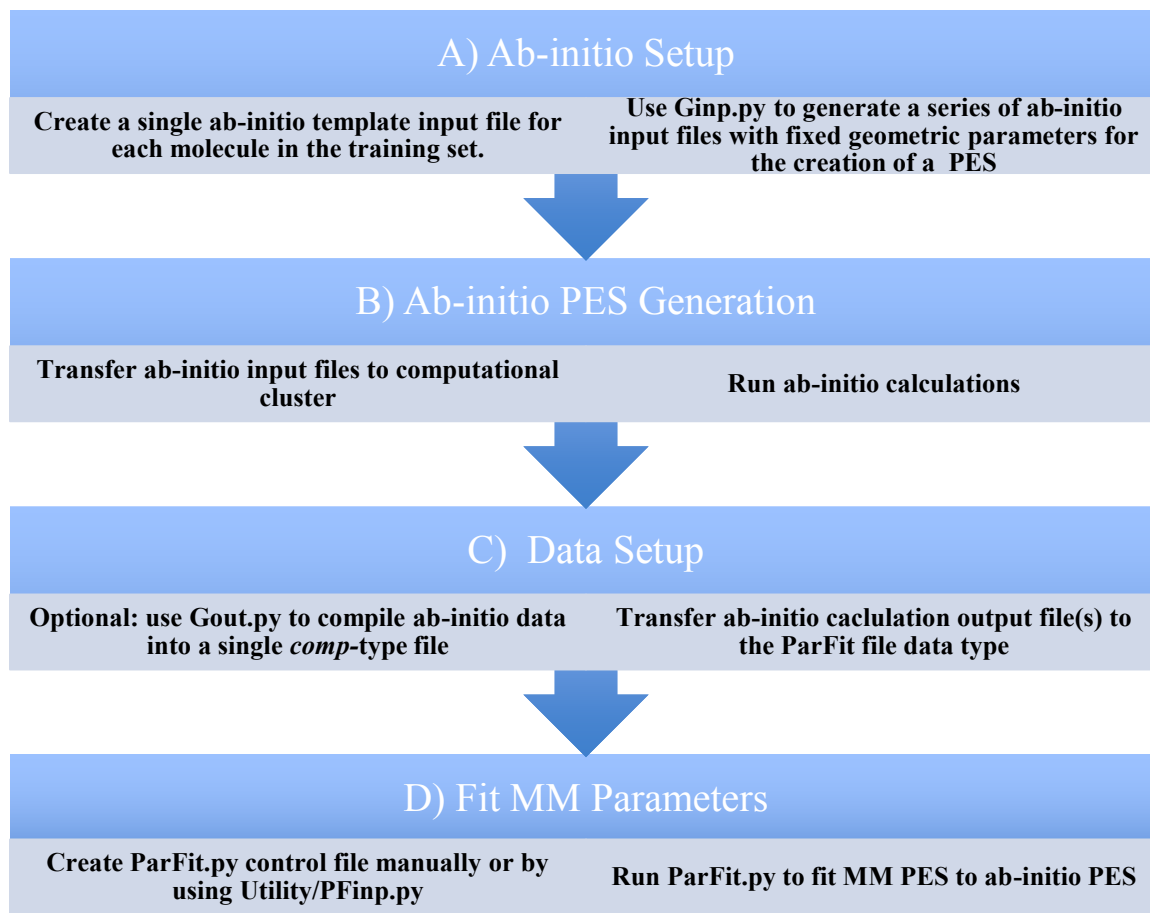 A) Ab-initio Setup
Create a single ab-initio template input file for
each molecule in the training set.
Use Ginp.py to generate a series of ab-initio
input files with fixed geometric parameters for
the creation of a PES
B) Ab-initio PES Generation
Transfer ab-initio input files to computational
cluster
Run ab-initio calculations
C) Data Setup
Optional: use Gout.py to compile ab-initio data
into a single comp-type file
Transfer ab-initio caclulation output file(s) to
the ParFit file data type
D) Fit MM Parameters
Create ParFit.py control file manually or by
using Utility/PFinp.py
Run ParFit.py to fit MM PES to ab-initio PES